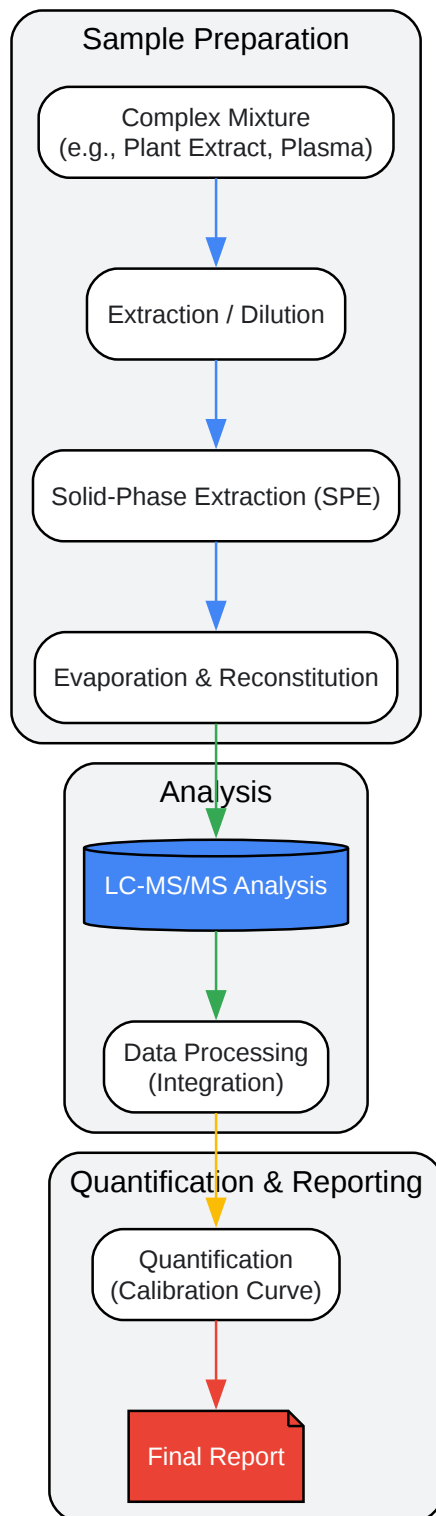 Sample Preparation
Complex Mixture
(e.g., Plant Extract, Plasma)
Extraction / Dilution
Solid-Phase Extraction (SPE)
Evaporation & Reconstitution
Analysis
LC-MS/MS Analysis
Data Processing
(Integration)
Quantification & Reporting
Quantification
(Calibration Curve)
Final Report